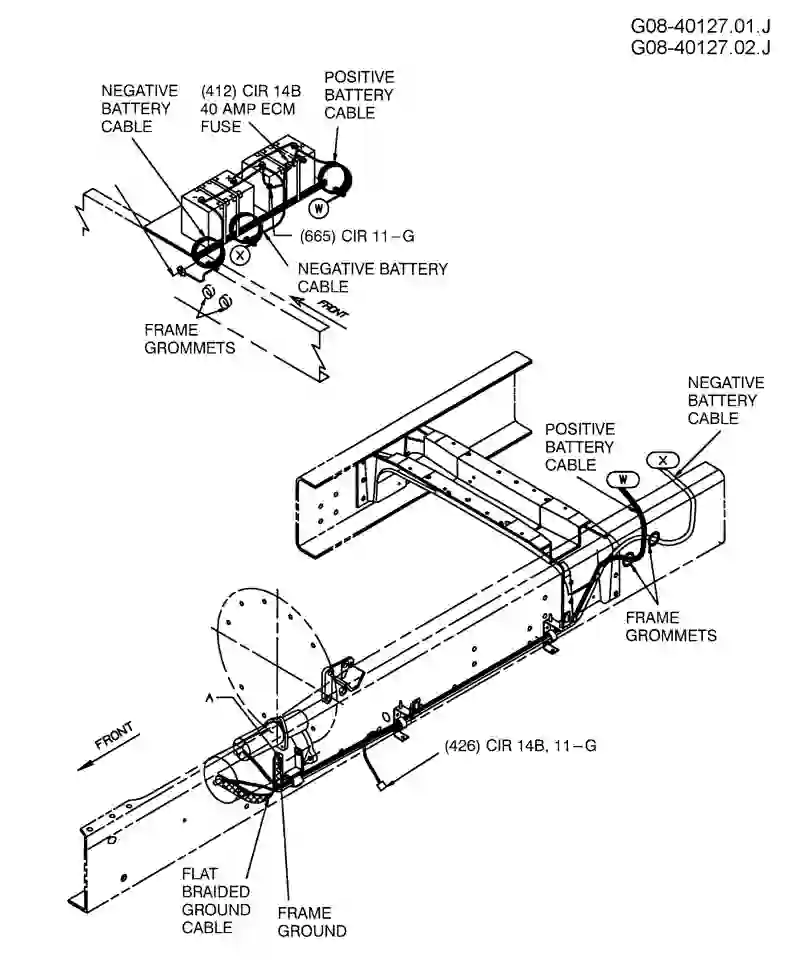 G08-40127.01.J
G08-40127.02.J
NEGATIVE
BATTERY
CABLE
(412) CIR 14B
40 AMP ECM
FUSE
POSITIVE
BATTERY
CABLE
W
X
(665) CIR 11-G
NEGATIVE BATTERY
CABLE
FRONT
FRAME
GROMMETS
NEGATIVE
BATTERY
CABLE
POSITIVE
BATTERY
CABLE
W
X
FRAME
GROMMETS
A
FRONT
(426) CIR 14B, 11-G
FLAT
BRAIDED
GROUND
CABLE
FRAME
GROUND